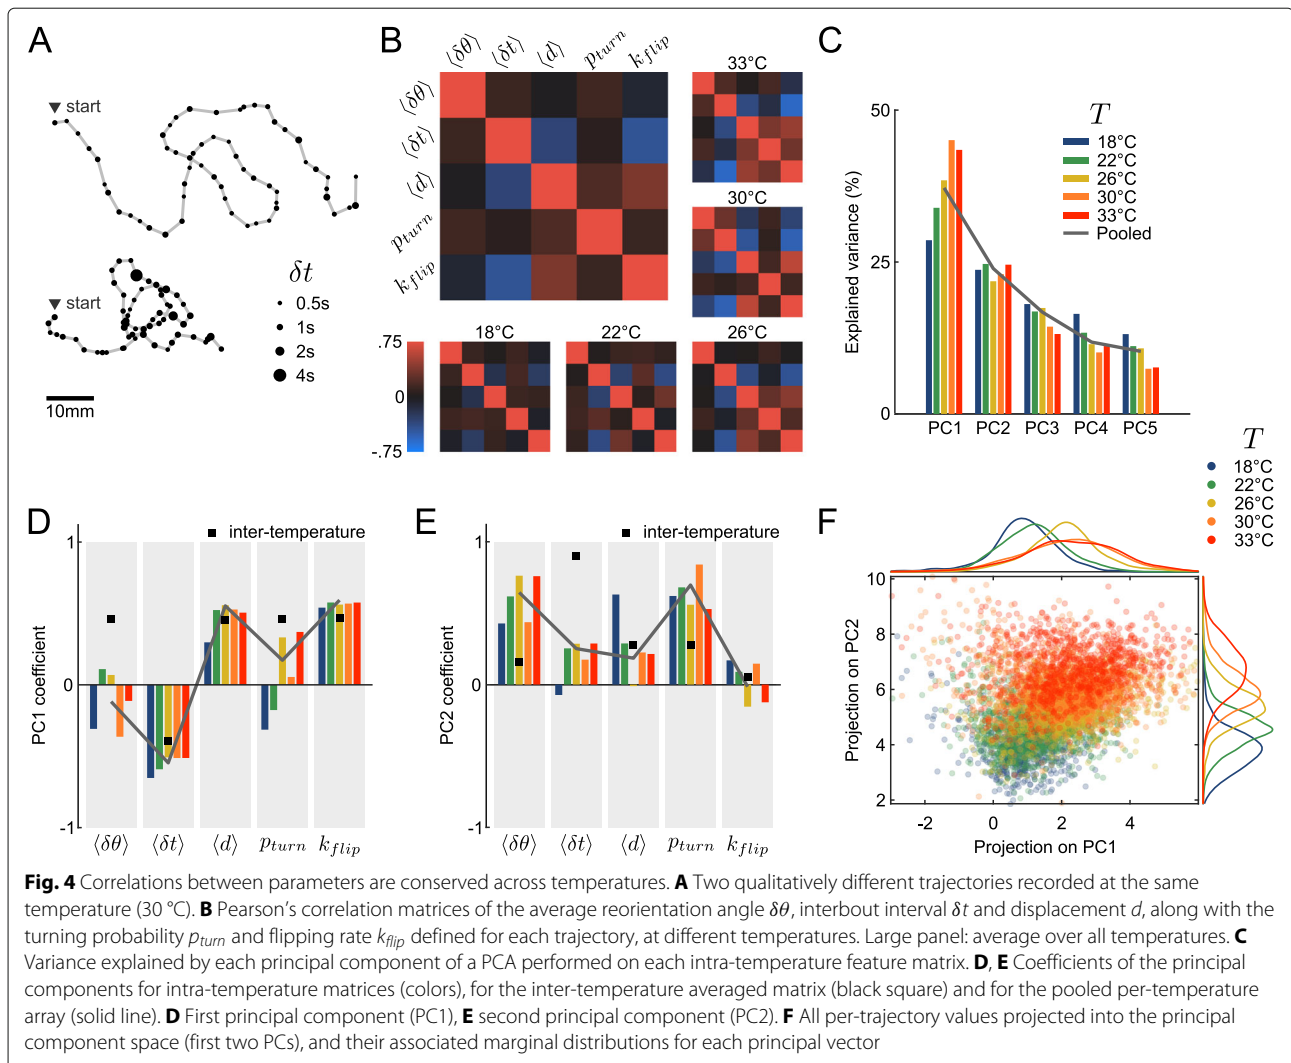 A
start
start
δt
0.5s
1s
2s
4s
10mm
B
⟨δθ⟩ ⟨δt⟩ ⟨d⟩ pturn kflip
⟨δθ⟩
⟨δt⟩
⟨d⟩
pturn
kflip
33°C
30°C
18°C 22°C 26°C
.75
0
-.75
C
50
25
0
Explained variance (%)
T
18°C
22°C
26°C
30°C
33°C
Pooled
PC1 PC2 PC3 PC4 PC5
D
inter-temperature
1
0
-1
PC1 coefficient
⟨δθ⟩ ⟨δt⟩ ⟨d⟩ pturn kflip
E
inter-temperature
1
0
-1
PC2 coefficient
⟨δθ⟩ ⟨δt⟩ ⟨d⟩ pturn kflip
F
T
18°C
22°C
26°C
30°C
33°C
10
8
6
4
2
Projection on PC2
-2 0 2 4
Projection on PC1
Fig. 4 Correlations between parameters are conserved across temperatures. A Two qualitatively different trajectories recorded at the same
temperature (30 °C). B Pearson's correlation matrices of the average reorientation angle δθ, interbout interval δt and displacement d, along with the
turning probability pturn and flipping rate kflip defined for each trajectory, at different temperatures. Large panel: average over all temperatures. C
Variance explained by each principal component of a PCA performed on each intra-temperature feature matrix. D, E Coefficients of the principal
components for intra-temperature matrices (colors), for the inter-temperature averaged matrix (black square) and for the pooled per-temperature
array (solid line). D First principal component (PC1), E second principal component (PC2). F All per-trajectory values projected into the principal
component space (first two PCs), and their associated marginal distributions for each principal vector